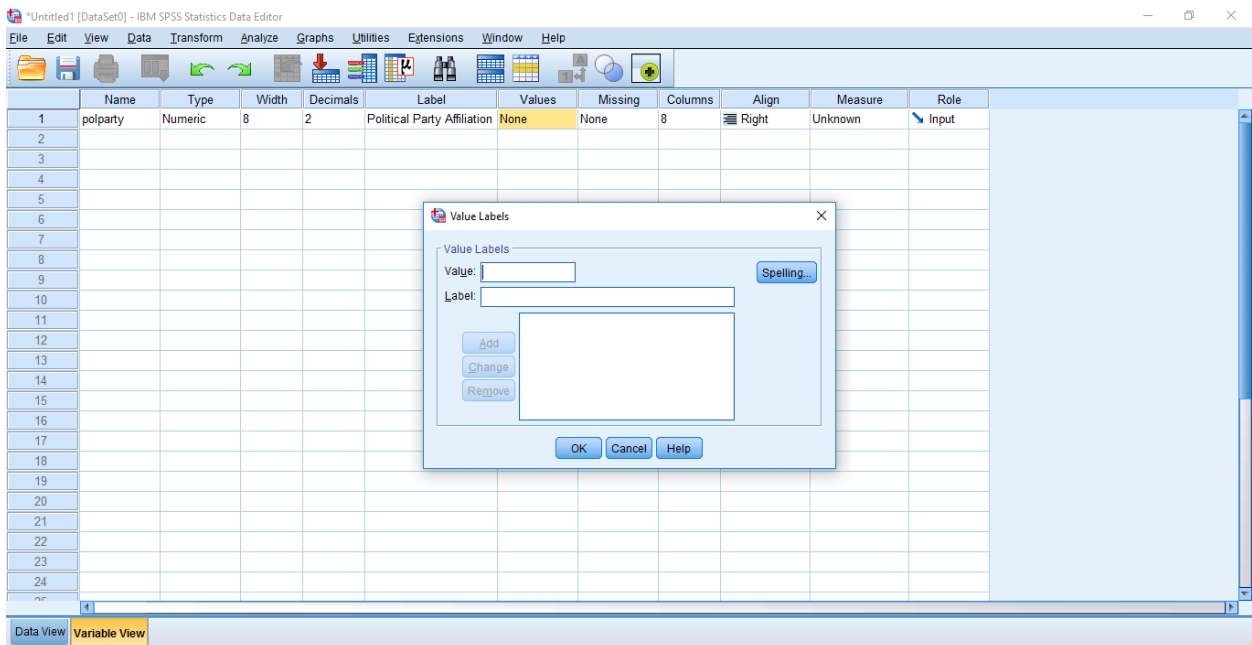 *Untitled1 [DataSet0] - IBM SPSS Statistics Data Editor
File Edit View Data Transform Analyze Graphs Utilities Extensions Window Help
Name Type Width Decimals Label Values Missing Columns Align Measure Role
1 polparty Numeric 8 2 Political Party Affiliation None None 8 Right Unknown Input
2
3
4
5
6
7
8
9
10
11
12
13
14
15
16
17
18
19
20
21
22
23
24
25
Value Labels
Value Labels
Value:
Spelling...
Label:
Add
Change
Remove
OK Cancel Help
Data View Variable View